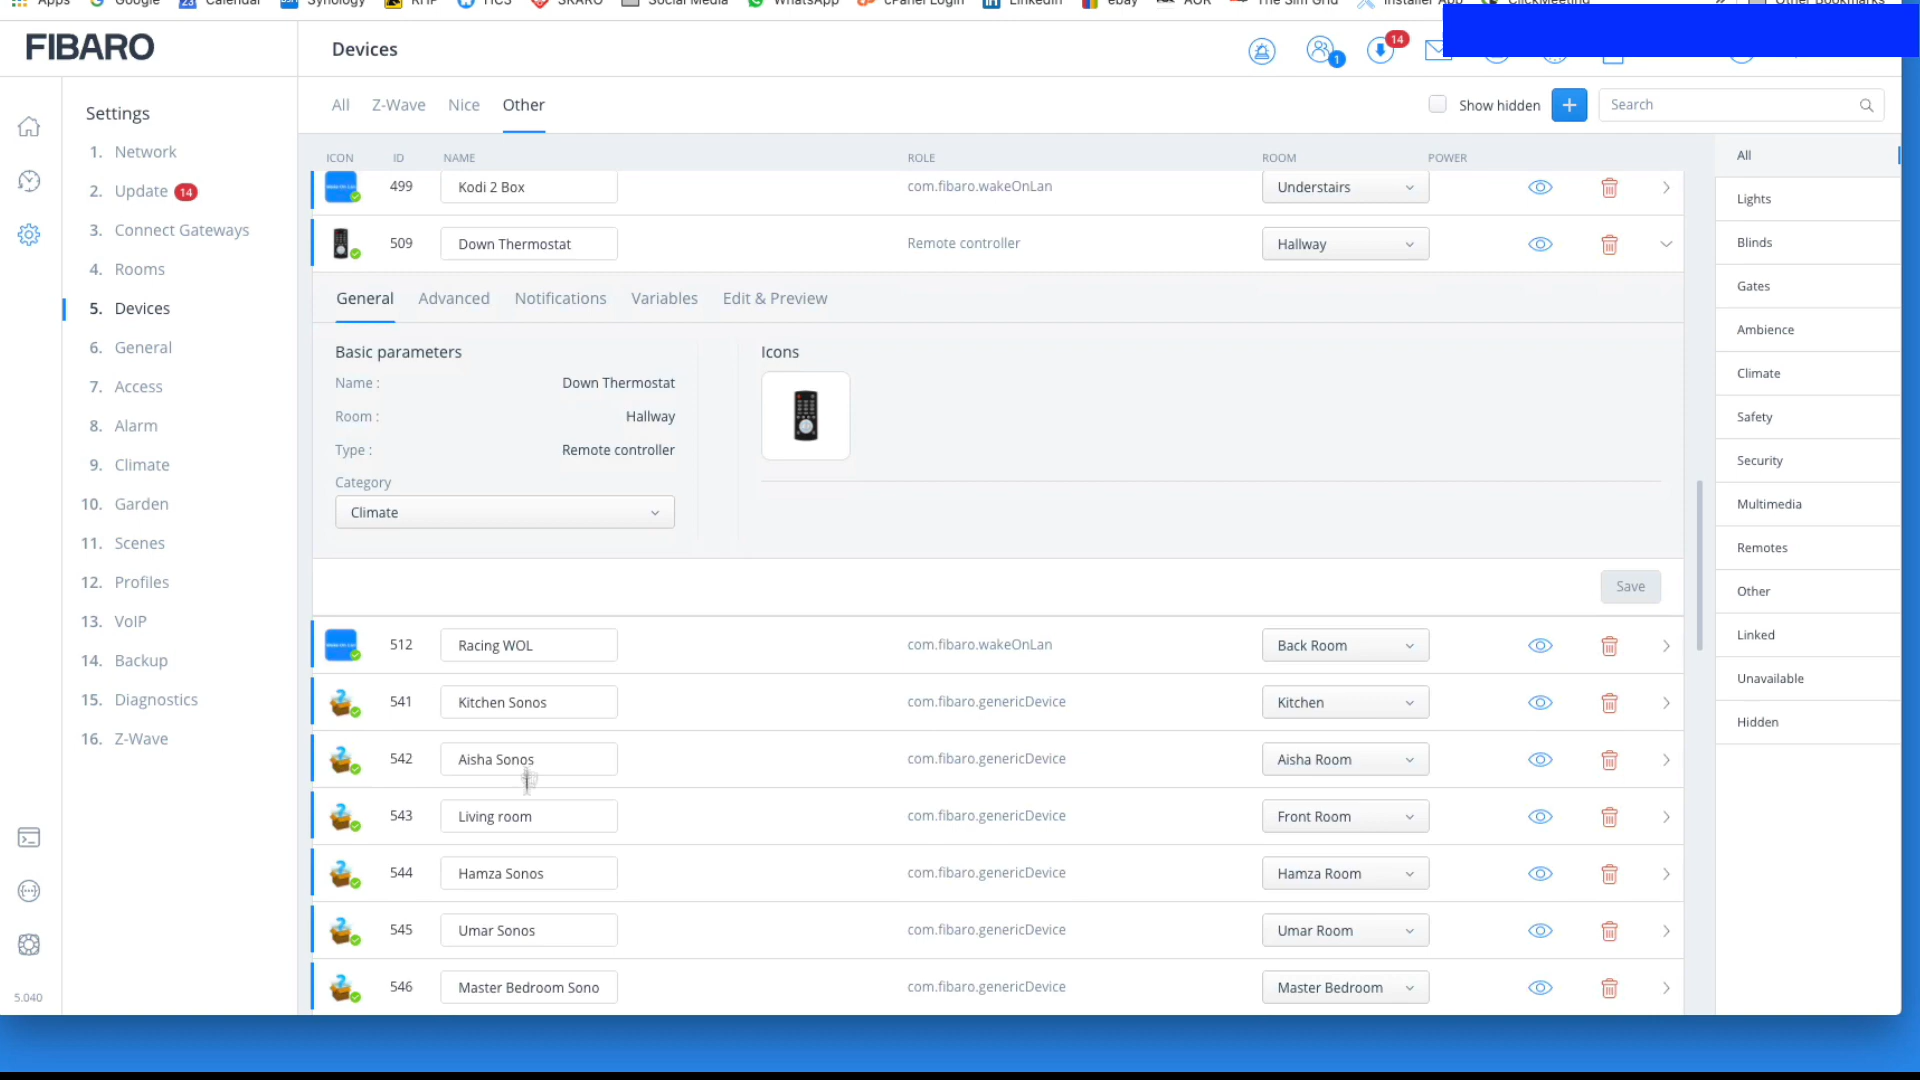 Apps Google Calendar Synology KNP HCS SKARO Social Media WhatsApp cPanel Login LinkedIn ebay AOR The Sim Grid Installer App ClickMeeting » Other Bookmarks
23
FIBARO
Devices
1
14
All Z-Wave Nice Other
Show hidden
+
Search
Settings
1. Network
2. Update 14
3. Connect Gateways
4. Rooms
5. Devices
6. General
7. Access
8. Alarm
9. Climate
10. Garden
11. Scenes
12. Profiles
13. VoIP
14. Backup
15. Diagnostics
16. Z-Wave
5.040
ICON ID NAME ROLE ROOM POWER
499 Kodi 2 Box com.fibaro.wakeOnLan Understairs
509 Down Thermostat Remote controller Hallway
General Advanced Notifications Variables Edit & Preview
Basic parameters
Name : Down Thermostat
Room : Hallway
Type : Remote controller
Category
Climate
Icons
Save
512 Racing WOL com.fibaro.wakeOnLan Back Room
541 Kitchen Sonos com.fibaro.genericDevice Kitchen
542 Aisha Sonos com.fibaro.genericDevice Aisha Room
543 Living room com.fibaro.genericDevice Front Room
544 Hamza Sonos com.fibaro.genericDevice Hamza Room
545 Umar Sonos com.fibaro.genericDevice Umar Room
546 Master Bedroom Sono com.fibaro.genericDevice Master Bedroom
All
Lights
Blinds
Gates
Ambience
Climate
Safety
Security
Multimedia
Remotes
Other
Linked
Unavailable
Hidden